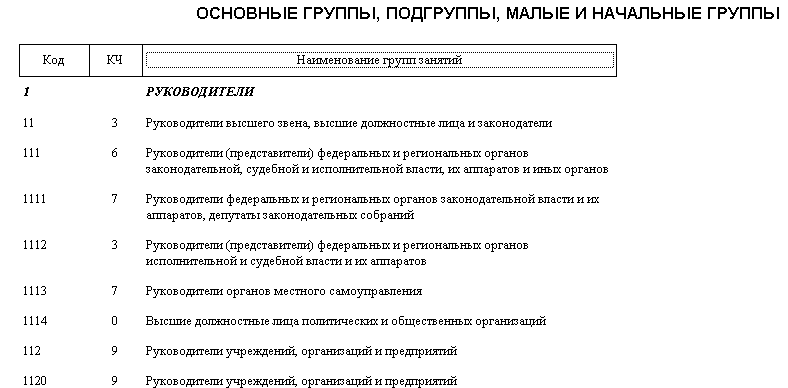 ОСНОВНЫЕ ГРУППЫ, ПОДГРУППЫ, МАЛЫЕ И НАЧАЛЬНЫЕ ГРУППЫ
Код КЧ Наименование групп занятий
1 РУКОВОДИТЕЛИ
11 3 Руководители высшего звена, высшие должностные лица и законодатели
111 6 Руководители (представители) федеральных и региональных органов
законодательной, судебной и исполнительной власти, их аппаратов и иных органов
1111 7 Руководители федеральных и региональных органов законодательной власти и их
аппаратов, депутаты законодательных собраний
1112 3 Руководители (представители) федеральных и региональных органов
исполнительной и судебной власти и их аппаратов
1113 7 Руководители органов местного самоуправления
1114 0 Высшие должностные лица политических и общественных организаций
112 9 Руководители учреждений, организаций и предприятий
1120 9 Руководители учреждений, организаций и предприятий